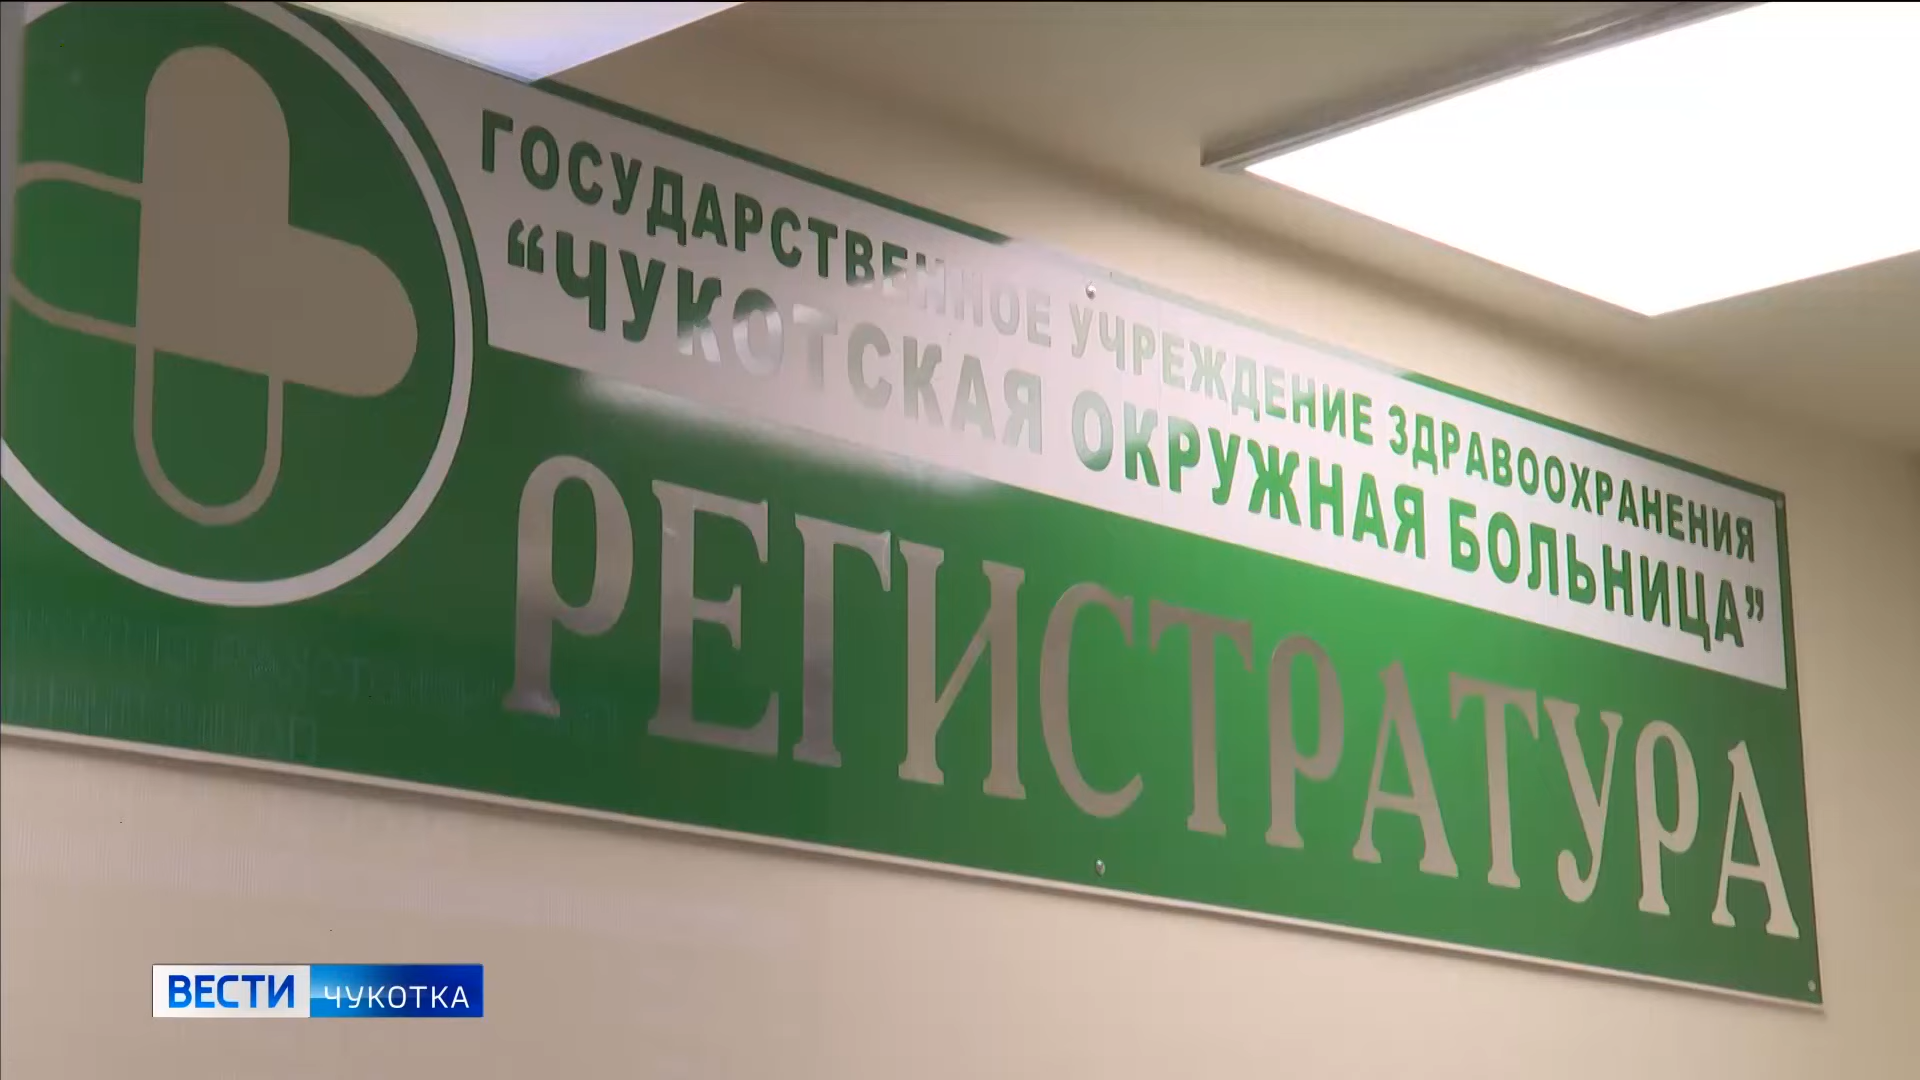 ГОСУДАРСТВЕННОЕ УЧРЕЖДЕНИЕ ЗДРАВООХРАНЕНИЯ
“ЧУКОТСКАЯ ОКРУЖНАЯ БОЛЬНИЦА”
РЕГИСТРАТУРА
ВЕСТИ ЧУКОТКА